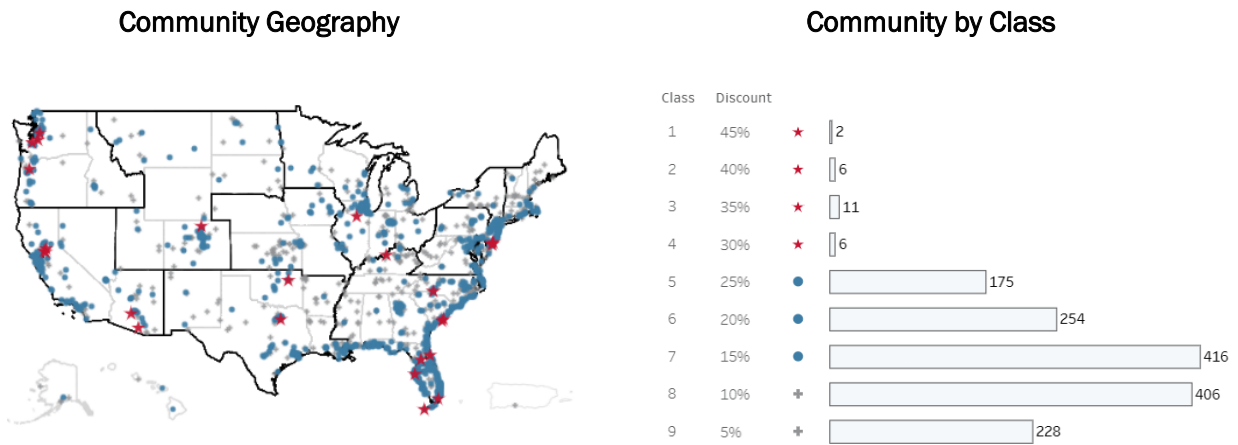 Community Geography
Community by Class
Class Discount
1 45% 2
2 40% 6
3 35% 11
4 30% 6
5 25% 175
6 20% 254
7 15% 416
8 10% 406
9 5% 228